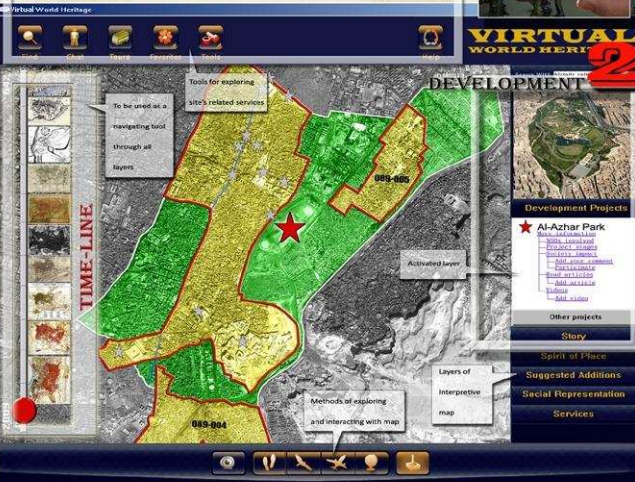 Virtual World Heritage
Find
Chat
Tours
Favorites
Tools
Help
VIRTUAL
WORLD HERIT
2
DEVELOPMENT
Tools for exploring
site's related services
To be used as a
navigating tool
through all
layers
TIME-LINE
089-005
089-004
Activated layer
Layers of
Interpretive
map
Methods of exploring
and interacting with map
Development Projects
Al-Azhar Park
More information
NGOs involved
Project stages
Society impact
Add your comment
Participate
Read articles
Add article
Videos
Add video
Other projects
Story
Spirit of Place
Suggested Additions
Social Representation
Services